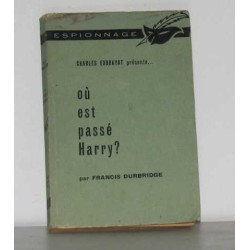 ESPIONNAGE
CHARLES EXBRAYAT présente...
où
est
passé
Harry?
par FRANCIS DURBRIDGE